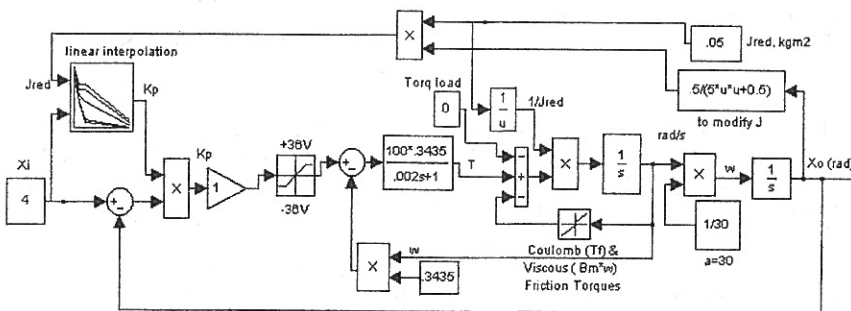 linear interpolation
Jred
Kp
Xi
4
×
Kp
1
+36V
-36V
+
-
100*.3435
.002s+1
T
Torq load
0
1
u
1/Jred
×
.05
Jred, kgm2
.5/(5*u*u+0.5)
to modify J
-
+
-
×
1
s
rad/s
×
w
1
s
Xo (rad)
1/30
a=30
+
-
×
w
.3435
Coulomb (Tf) &
Viscous ( Bm*w)
Friction Torques
×